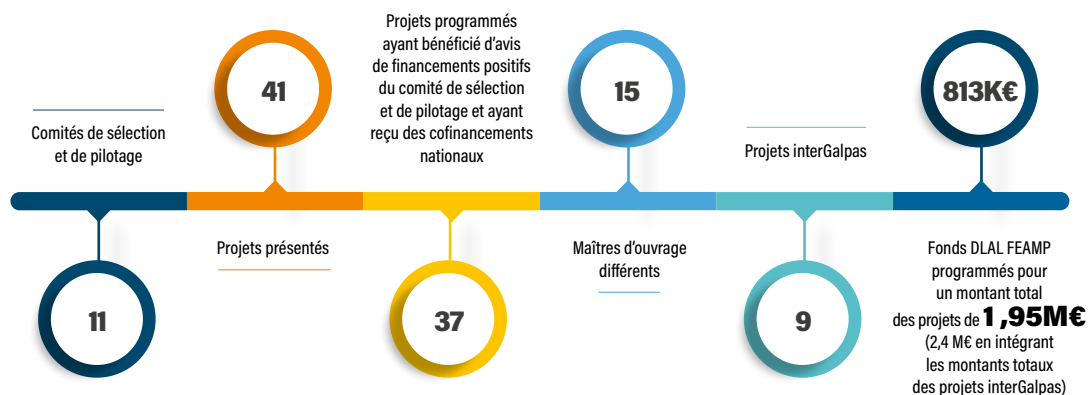 Comités de sélection
et de pilotage
11
41
Projets présentés
Projets programmés
ayant bénéficié d'avis
de financements positifs
du comité de sélection
et de pilotage et ayant
reçu des cofinancements
nationaux
37
15
Maîtres d'ouvrage
différents
Projets interGalpas
9
813K€
Fonds DLAL FEAMP
programmés pour
un montant total
des projets de 1,95M€
(2,4 M€ en intégrant
les montants totaux
des projets interGalpas)